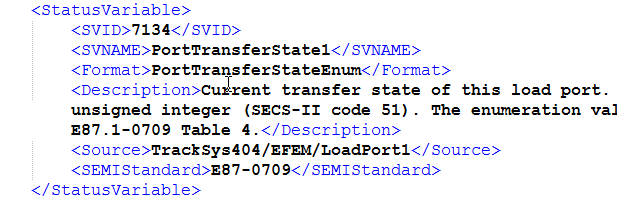 <StatusVariable>
<SVID>7134</SVID>
<SVNAME>PortTransferState1</SVNAME>
<Format>PortTransferStateEnum</Format>
<Description>Current transfer state of this load port.
unsigned integer (SECS-II code 51). The enumeration val
E87.1-0709 Table 4.</Description>
<Source>TrackSys404/EFEM/LoadPort1</Source>
<SEMIStandard>E87-0709</SEMIStandard>
</StatusVariable>